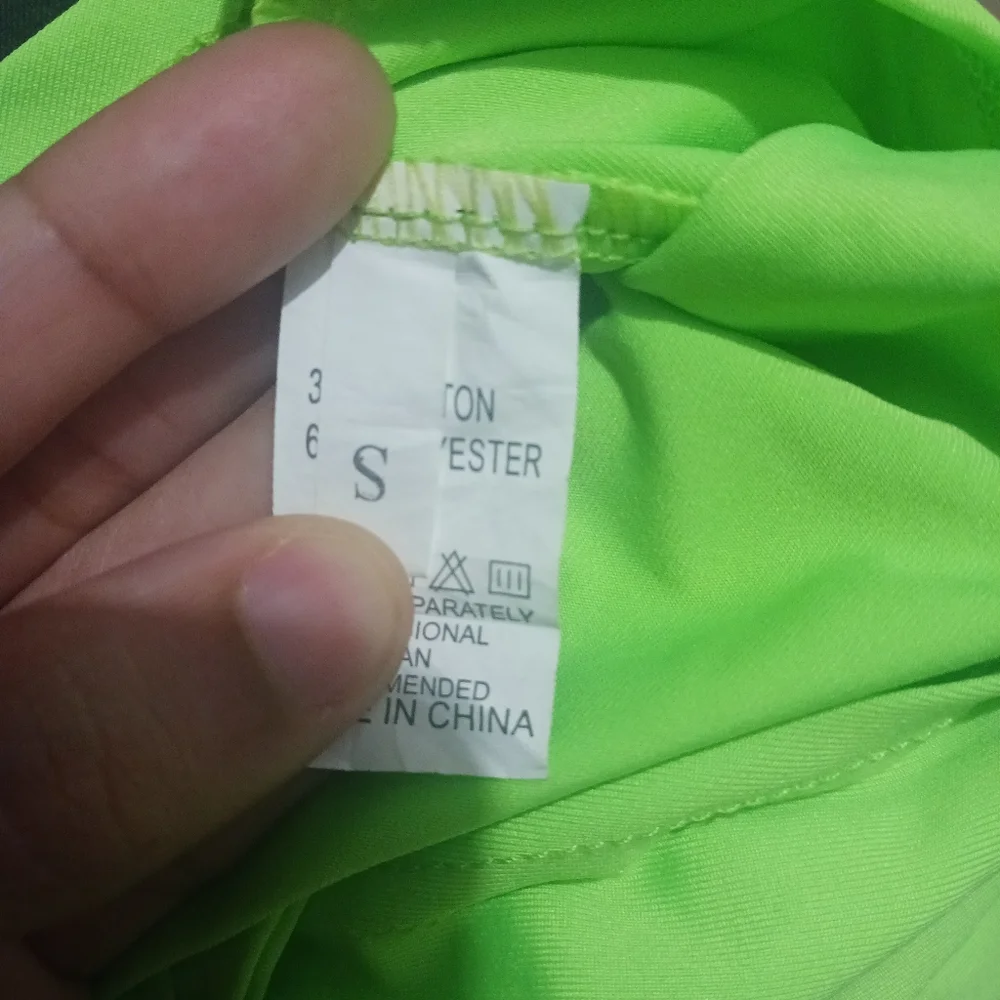 3 TON
6 YESTER
S
PARATELY
IONAL
AN
MENDED
E IN CHINA